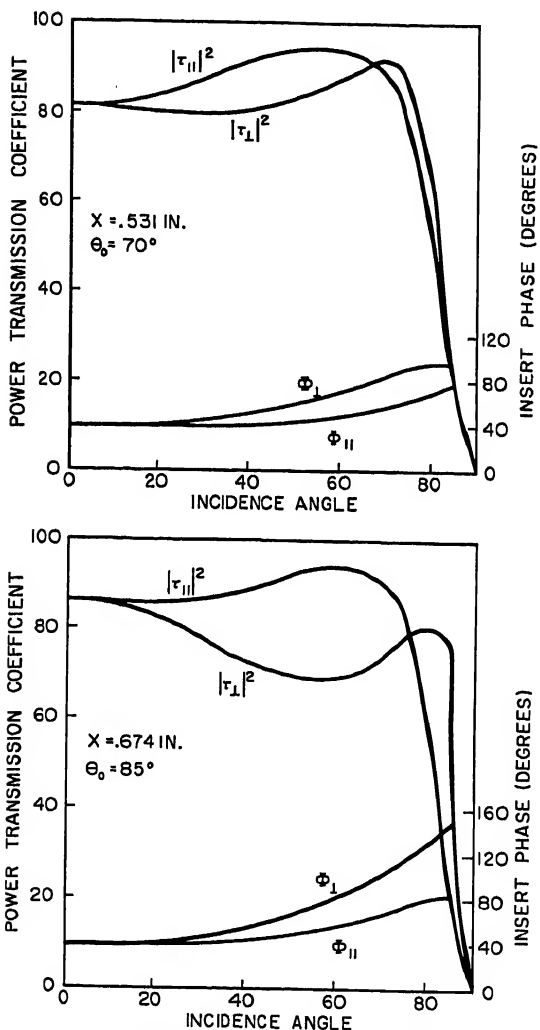 100
80
60
40
20
0
POWER TRANSMISSION COEFFICIENT
|τ∥|²
|τ⊥|²
X = .531 IN.
θ₀ = 70°
Φ⊥
Φ∥
120
80
40
0
INSERT PHASE (DEGREES)
0 20 40 60 80
INCIDENCE ANGLE
100
80
60
40
20
0
POWER TRANSMISSION COEFFICIENT
|τ∥|²
|τ⊥|²
X = .674 IN.
θ₀ = 85°
Φ⊥
Φ∥
160
120
80
40
0
INSERT PHASE (DEGREES)
0 20 40 60 80
INCIDENCE ANGLE